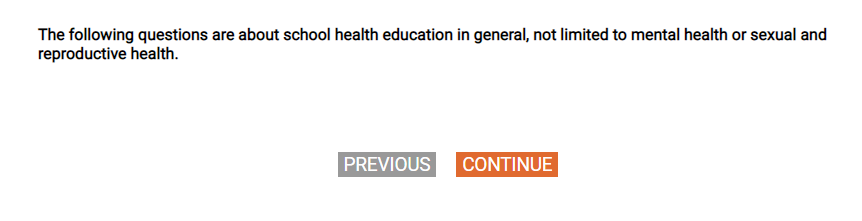 The following questions are about school health education in general, not limited to mental health or sexual and
reproductive health.
PREVIOUS CONTINUE